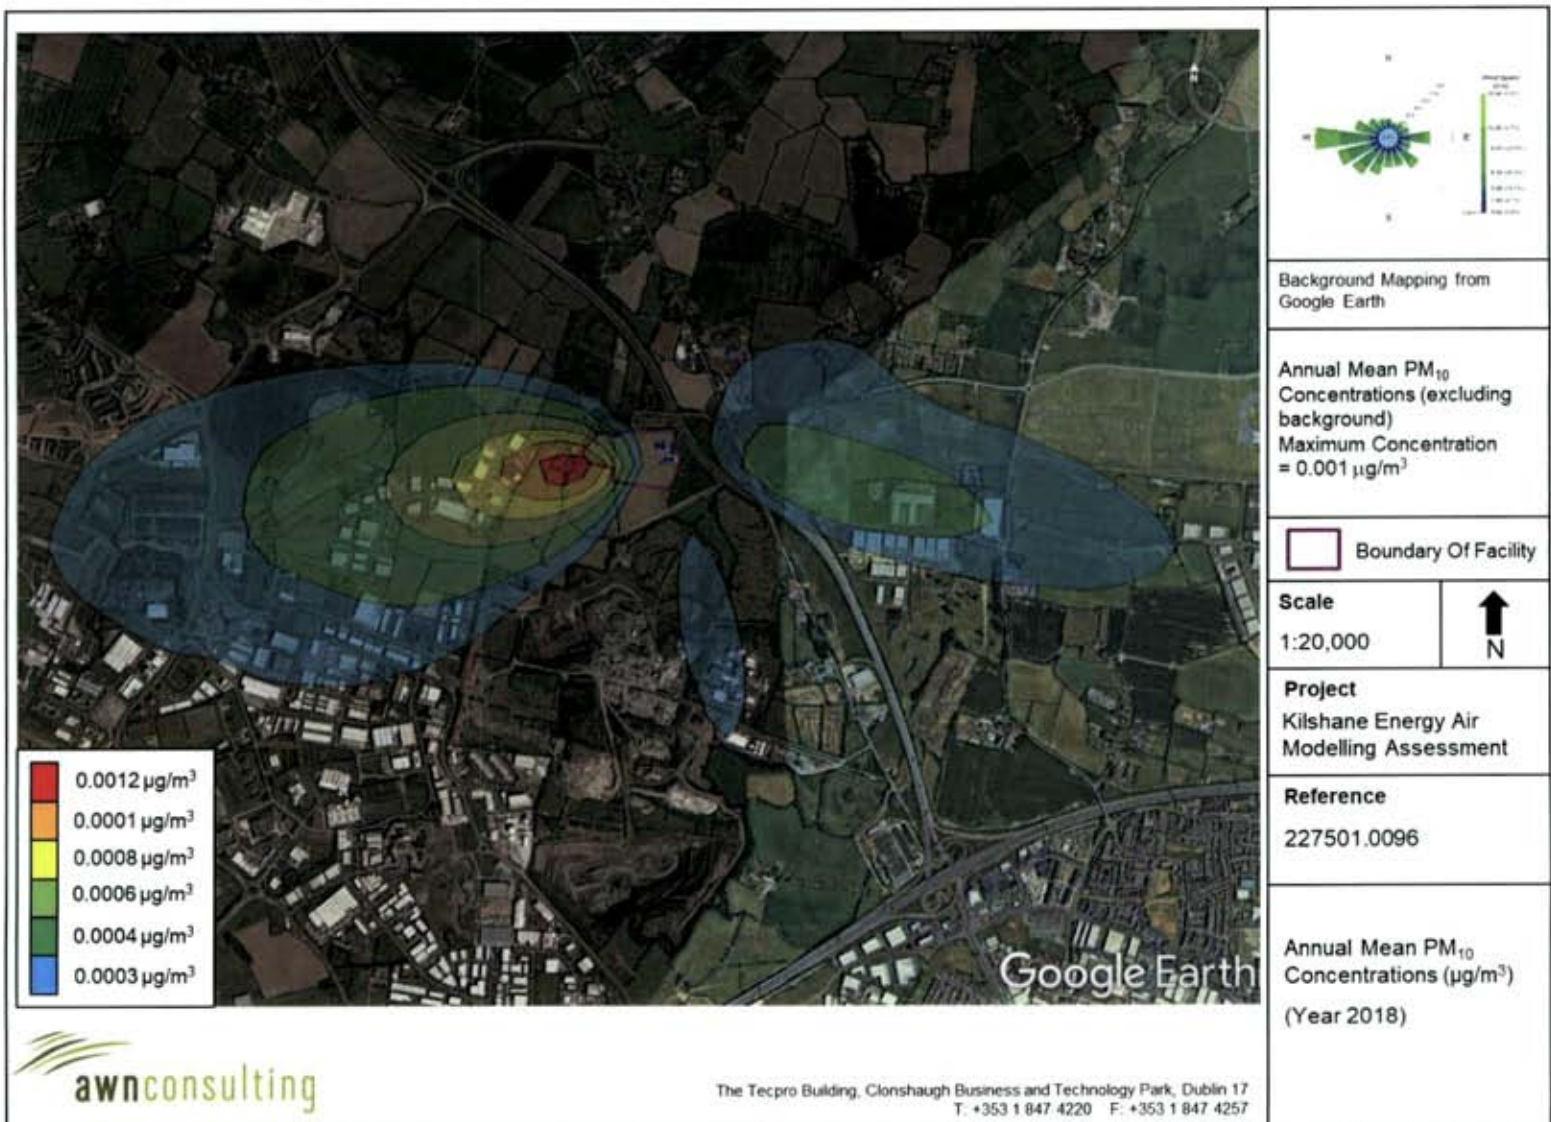 Background Mapping from
Google Earth
Annual Mean PM₁₀
Concentrations (excluding
background)
Maximum Concentration
= 0.001 µg/m³
Boundary Of Facility
Scale
1:20,000
N
Project
Kilshane Energy Air
Modelling Assessment
Reference
227501.0096
Annual Mean PM₁₀
Concentrations (µg/m³)
(Year 2018)
0.0012 µg/m³
0.0001 µg/m³
0.0008 µg/m³
0.0006 µg/m³
0.0004 µg/m³
0.0003 µg/m³
Google Earth
awnconsulting
The Tecpro Building, Clonshaugh Business and Technology Park, Dublin 17
T: +353 1 847 4220 F: +353 1 847 4257